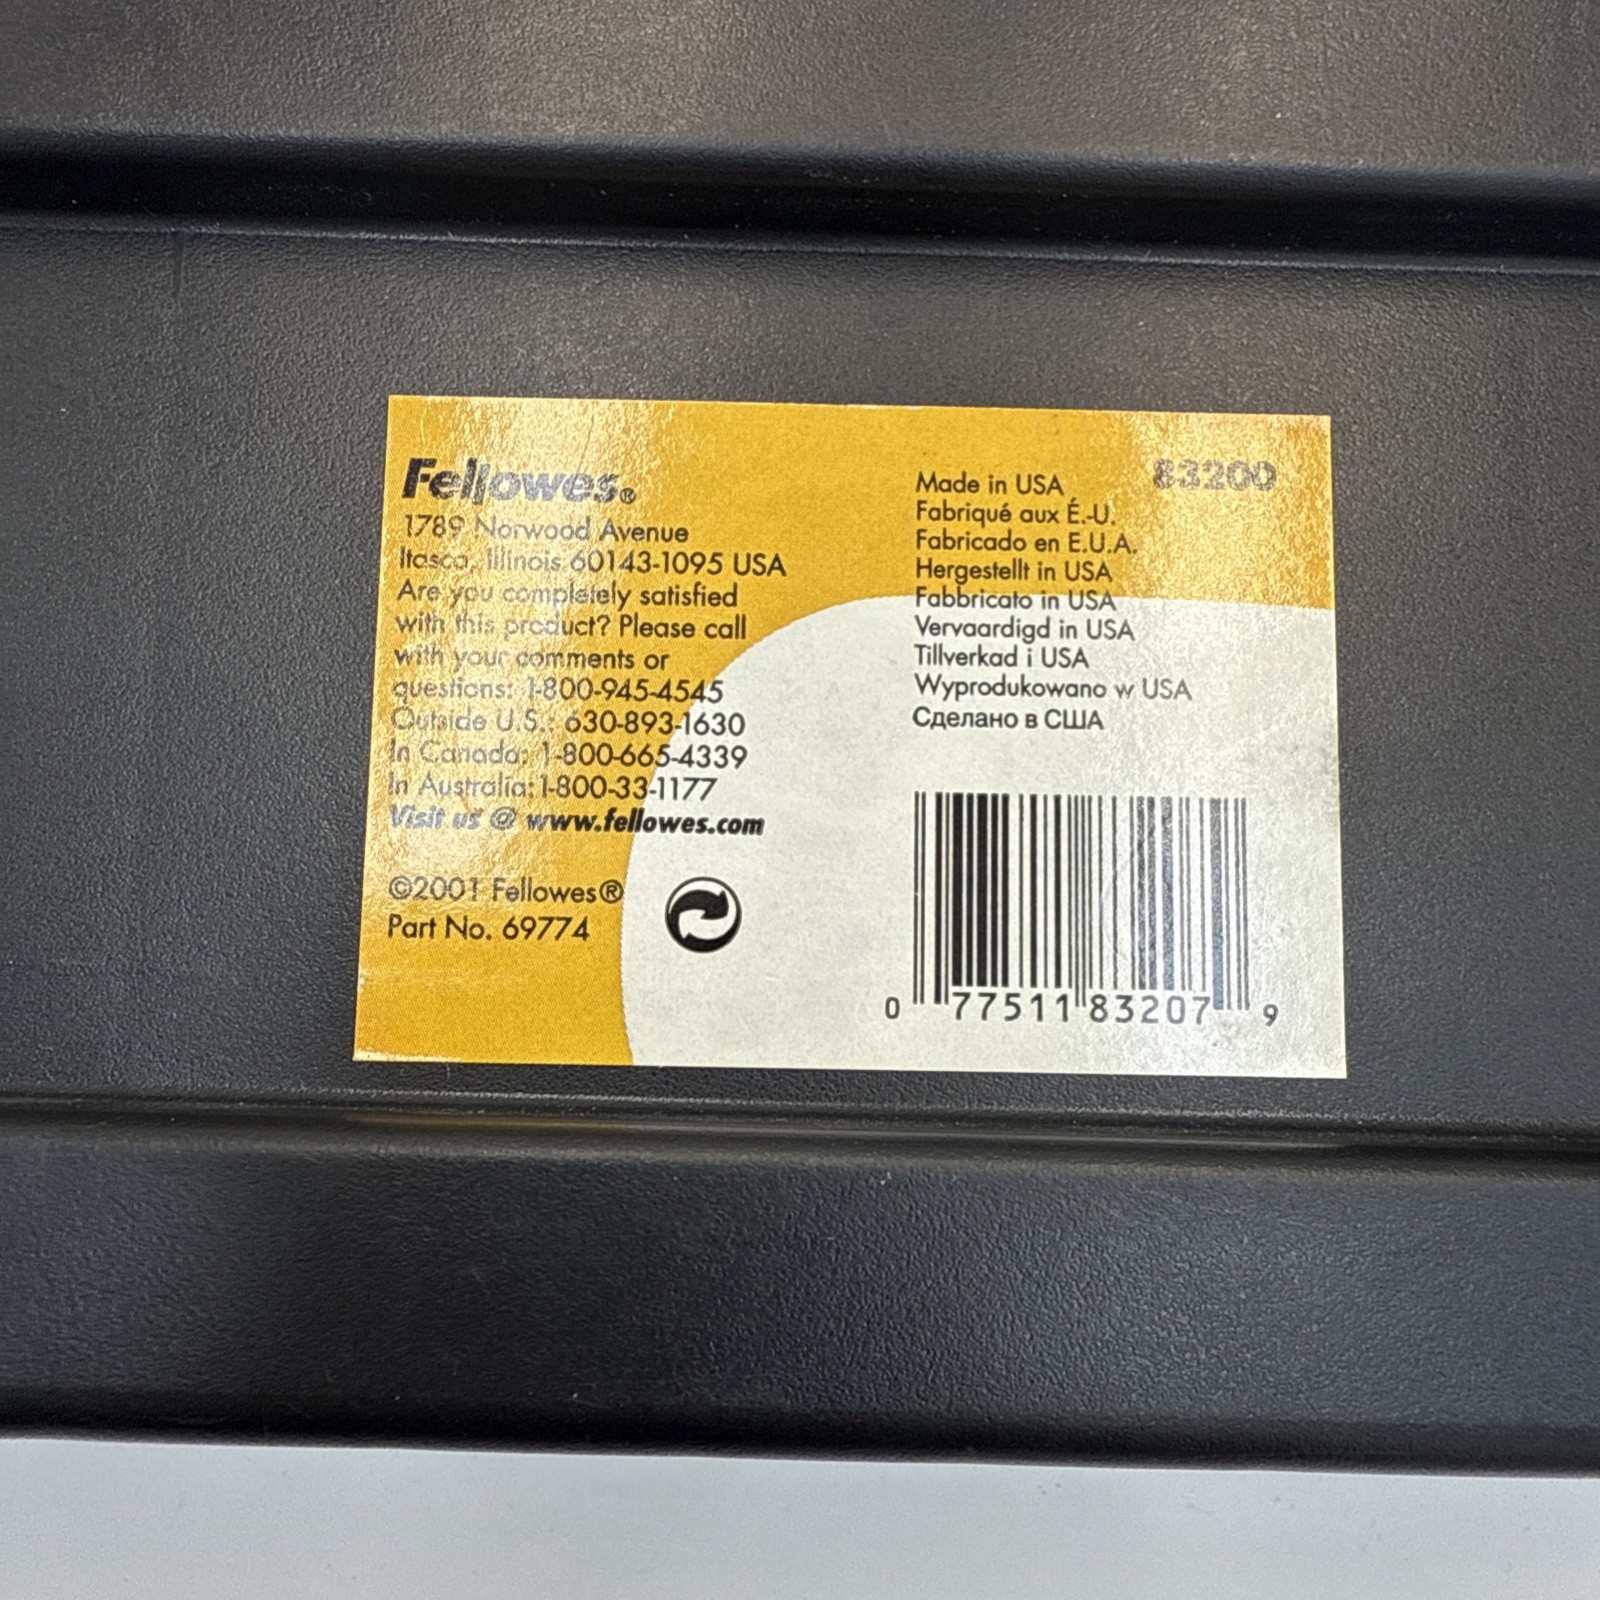 Fellowes®
1789 Norwood Avenue
Itasca, Illinois 60143-1095 USA
Are you completely satisfied
with this product? Please call
with your comments or
questions: 1-800-945-4545
Outside U.S.: 630-893-1630
In Canada: 1-800-665-4339
In Australia: 1-800-33-1177
Visit us @ www.fellowes.com
©2001 Fellowes®
Part No. 69774
83200
Made in USA
Fabriqué aux É.-U.
Fabricado en E.U.A.
Hergestellt in USA
Fabbricato in USA
Vervaardigd in USA
Tillverkad i USA
Wyprodukowano w USA
Сделано в США
0 77511 83207 9